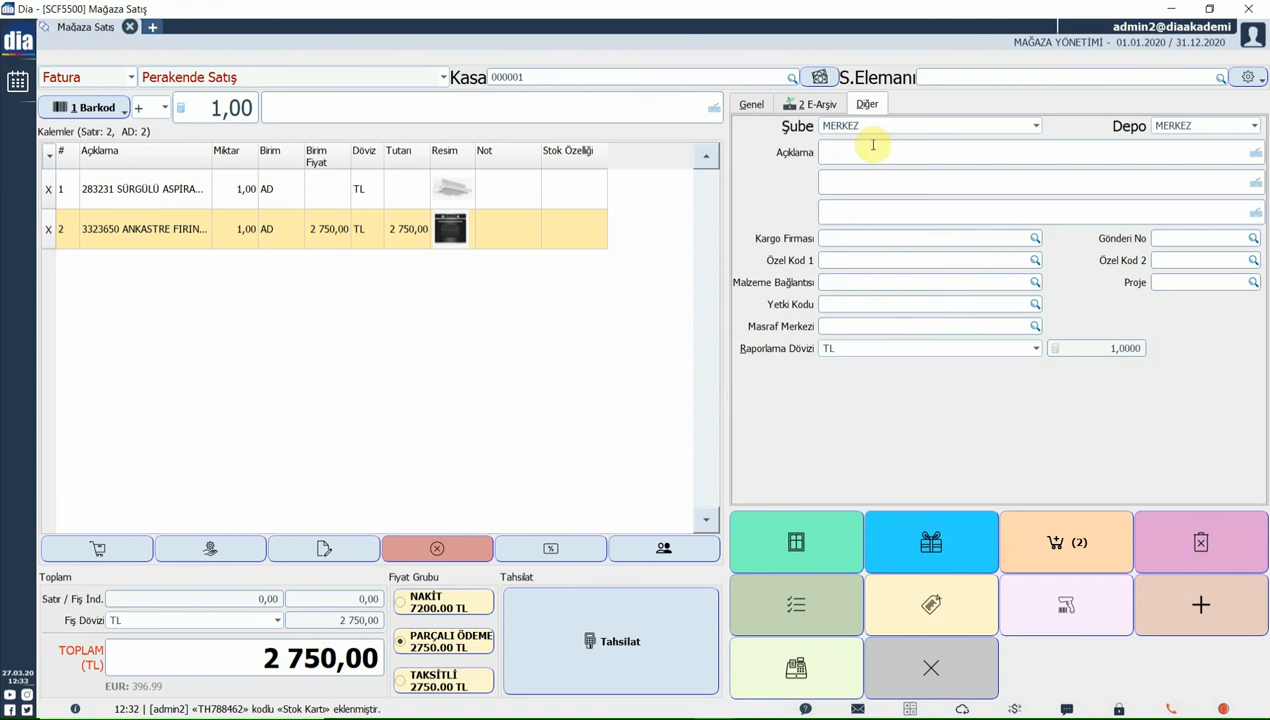 Dia - [SCF5500] Mağaza Satış
dia
Mağaza Satış
admin2@diaakademi
MAĞAZA YÖNETİMİ - 01.01.2020 / 31.12.2020
Fatura
Perakende Satış
Kasa
000001
S.Elemanı
1 Barkod
+
1,00
Genel
2 E-Arşiv
Diğer
Kalemler (Satır: 2, AD: 2)
# Açıklama Miktar Birim Birim Fiyat Döviz Tutarı Resim Not Stok Özelliği
X 1 283231 SÜRGÜLÜ ASPİRA... 1,00 AD TL
X 2 3323650 ANKASTRE FIRIN... 1,00 AD 2 750,00 TL 2 750,00
Şube MERKEZ Depo MERKEZ
Açıklama
Kargo Firması Gönderi No
Özel Kod 1 Özel Kod 2
Malzeme Bağlantısı Proje
Yetki Kodu
Masraf Merkezi
Raporlama Dövizi TL 1,0000
(2)
Toplam
Satır / Fiş İnd. 0,00 0,00
Fiş Dövizi TL 2 750,00
TOPLAM (TL) 2 750,00
EUR: 396.99
Fiyat Grubu
NAKİT
7200.00 TL
PARÇALI ÖDEME
2750.00 TL
TAKSİTLİ
2750.00 TL
Tahsilat
Tahsilat
27.03.20
12:33
12:32 | [admin2] «TH788462» kodlu «Stok Kartı» eklenmiştir.